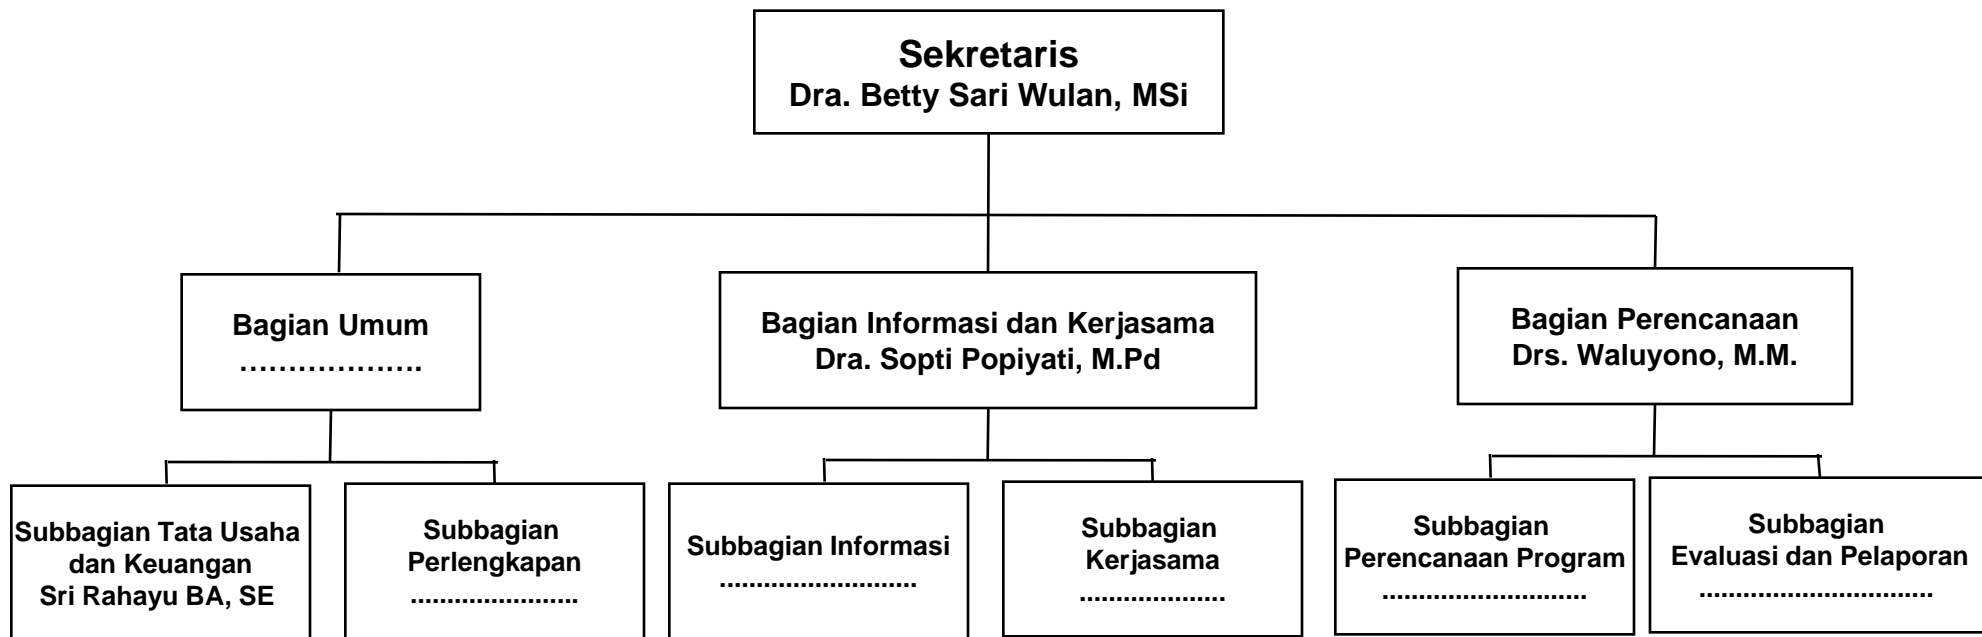 Sekretaris
Dra. Betty Sari Wulan, MSi
Bagian Umum
……………….
Bagian Informasi dan Kerjasama
Dra. Sopti Popiyati, M.Pd
Bagian Perencanaan
Drs. Waluyono, M.M.
Subbagian Tata Usaha
dan Keuangan
Sri Rahayu BA, SE
Subbagian
Perlengkapan
.......................
Subbagian Informasi
...........................
Subbagian
Kerjasama
....................
Subbagian
Perencanaan Program
............................
Subbagian
Evaluasi dan Pelaporan
................................